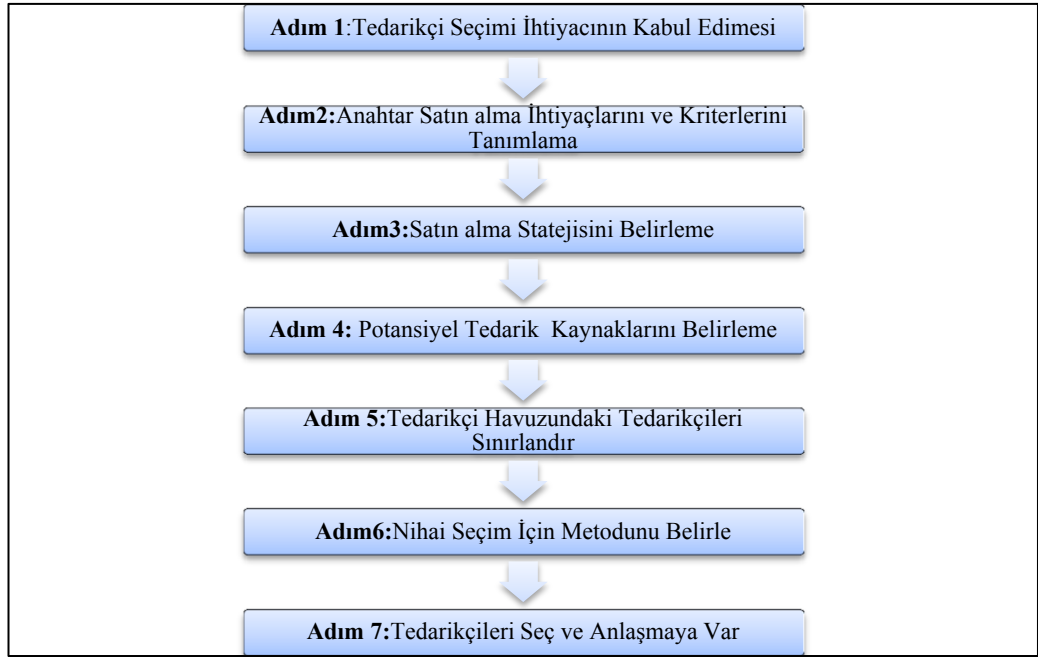 Adım 1:Tedarikçi Seçimi İhtiyacının Kabul Edimesi
Adım2:Anahtar Satın alma İhtiyaçlarını ve Kriterlerini
Tanımlama
Adım3:Satın alma Statejisini Belirleme
Adım 4: Potansiyel Tedarik Kaynaklarını Belirleme
Adım 5:Tedarikçi Havuzundaki Tedarikçileri
Sınırlandır
Adım6:Nihai Seçim İçin Metodunu Belirle
Adım 7:Tedarikçileri Seç ve Anlaşmaya Var